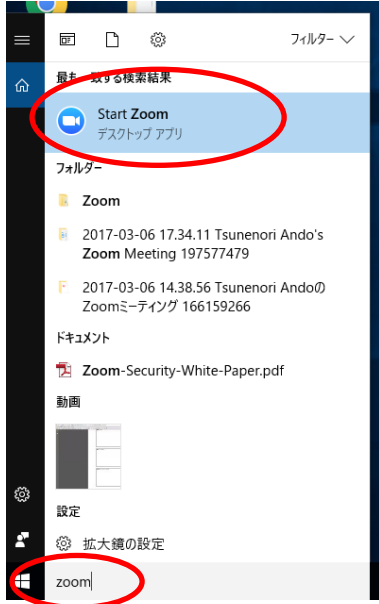 フィルター
最も一致する検索結果
Start Zoom
デスクトップ アプリ
フォルダー
Zoom
2017-03-06 17.34.11 Tsunenori Ando's
Zoom Meeting 197577479
2017-03-06 14.38.56 Tsunenori Andoの
Zoomミーティング 166159266
ドキュメント
Zoom-Security-White-Paper.pdf
動画
設定
拡大鏡の設定
zoom